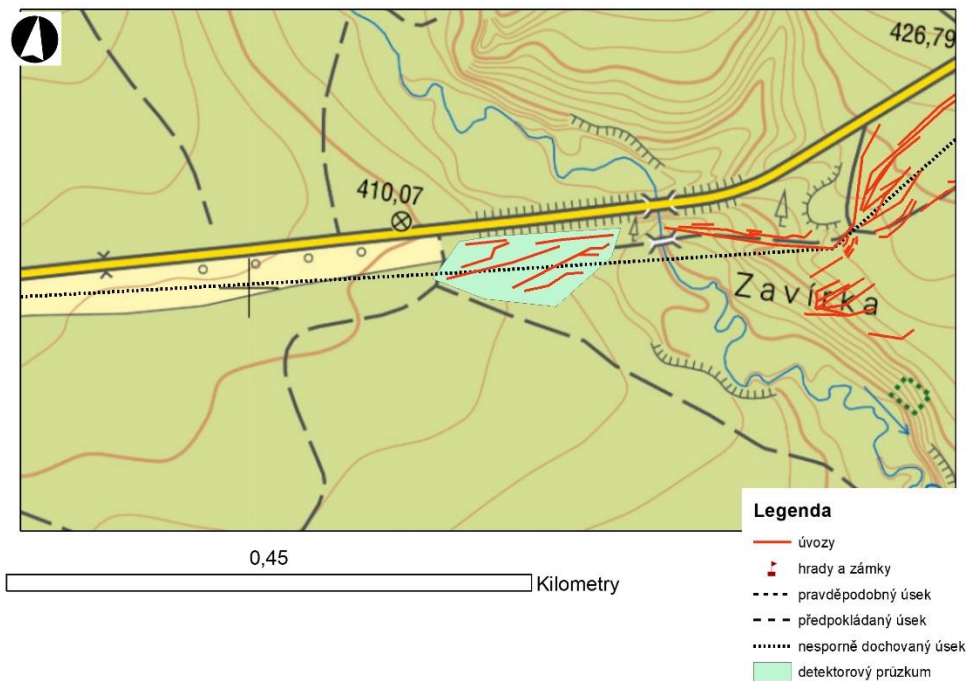 426,79
410,07
Zavírka
0,45
Kilometry
Legenda
úvozy
hrady a zámky
pravděpodobný úsek
předpokládaný úsek
nesporně dochovaný úsek
detektorový průzkum